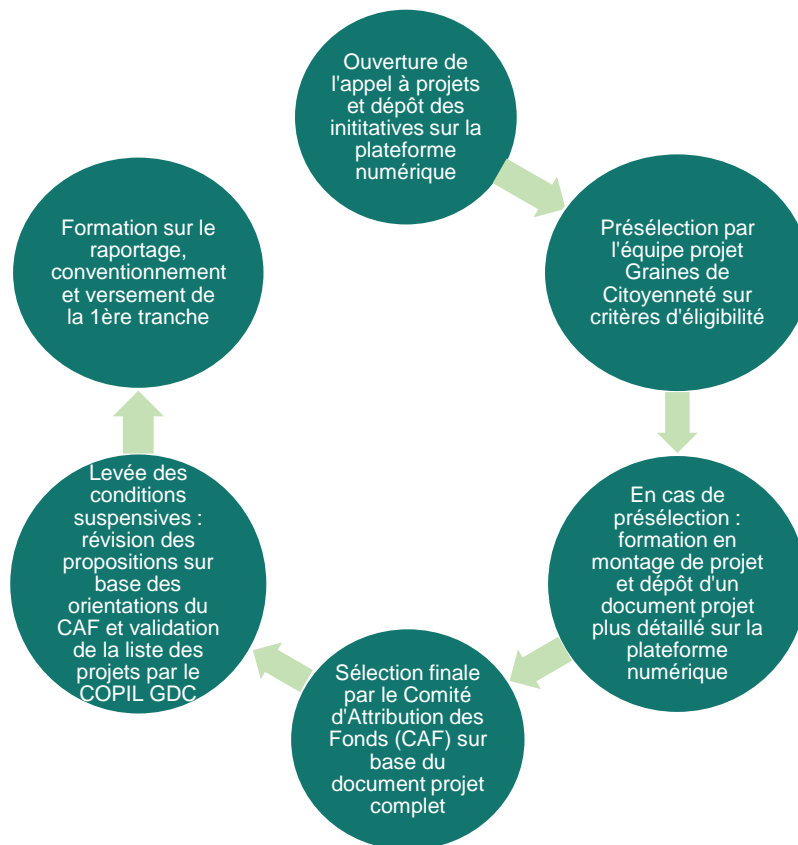 Ouverture de
l'appel à projets
et dépôt des
inititatives sur la
plateforme
numérique
Présélection par
l'équipe projet
Graines de
Citoyenneté sur
critères d'éligibilité
En cas de
présélection :
formation en
montage de projet
et dépôt d'un
document projet
plus détaillé sur la
plateforme
numérique
Sélection finale
par le Comité
d'Attribution des
Fonds (CAF) sur
base du
document projet
complet
Levée des
conditions
suspensives :
révision des
propositions sur
base des
orientations du
CAF et validation
de la liste des
projets par le
COPIL GDC
Formation sur le
raportage,
conventionnement
et versement de
la 1ère tranche